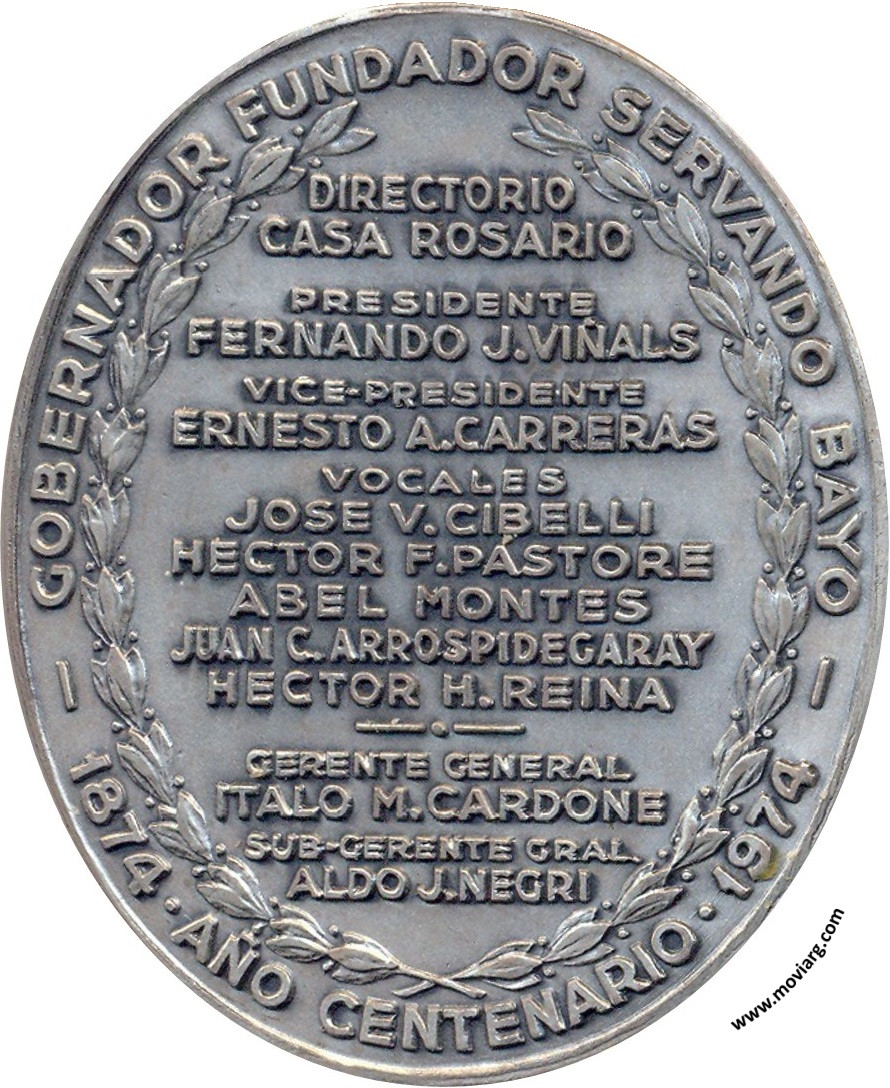 GOBERNADOR FUNDADOR SERVANDO BAYO
DIRECTORIO
CASA ROSARIO
PRESIDENTE
FERNANDO J. VIÑALS
VICE-PRESIDENTE
ERNESTO A. CARRERAS
VOCALES
JOSE V. CIBELLI
HECTOR F. PÁSTORE
ABEL MONTES
JUAN C. ARROSPIDEGARAY
HECTOR H. REINA
GERENTE GENERAL
ITALO M. CARDONE
SUB-GERENTE GRAL.
ALDO J. NEGRI
1874 · AÑO CENTENARIO · 1974
www.moviarg.com